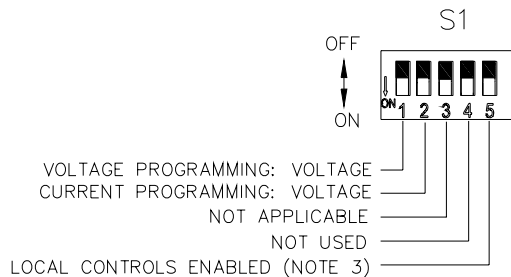 S1
OFF
ON
ON
1 2 3 4 5
VOLTAGE PROGRAMMING: VOLTAGE
CURRENT PROGRAMMING: VOLTAGE
NOT APPLICABLE
NOT USED
LOCAL CONTROLS ENABLED (NOTE 3)